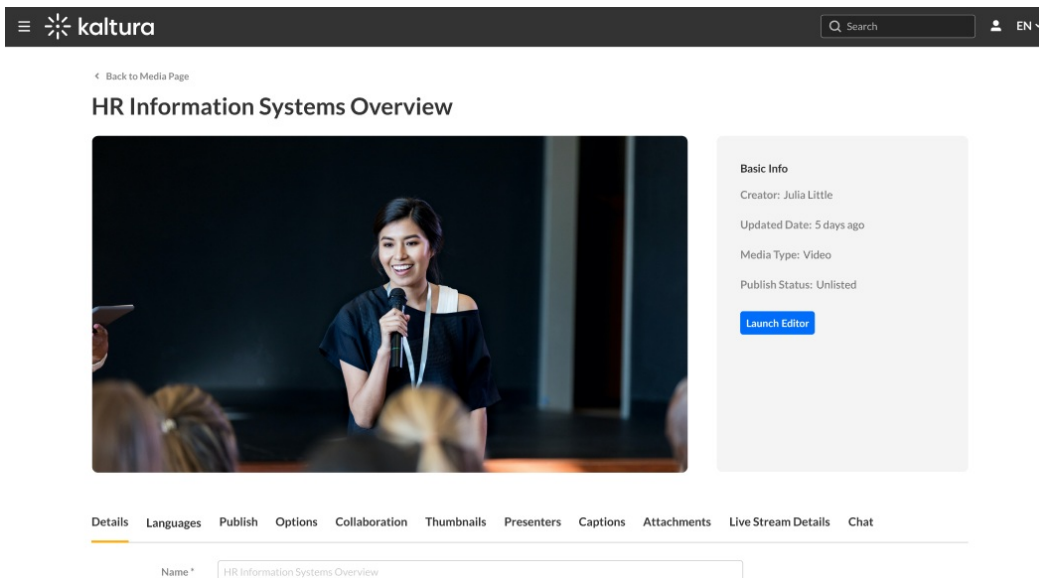 kaltura
Search
EN
Back to Media Page
HR Information Systems Overview
Basic Info
Creator: Julia Little
Updated Date: 5 days ago
Media Type: Video
Publish Status: Unlisted
Launch Editor
Details Languages Publish Options Collaboration Thumbnails Presenters Captions Attachments Live Stream Details Chat
Name * HR Information Systems Overview